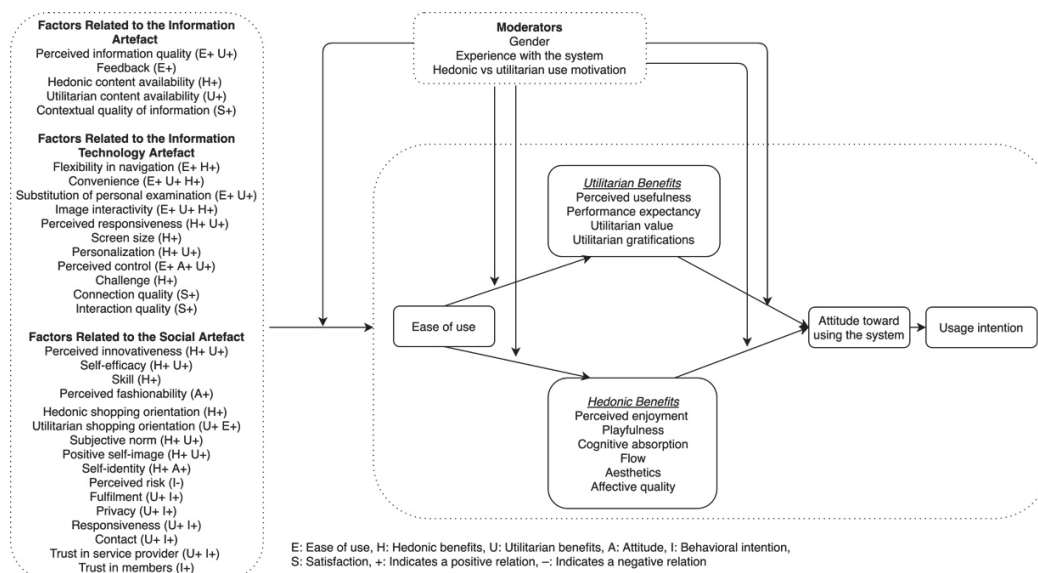 Factors Related to the Information
Artefact
Perceived information quality (E+ U+)
Feedback (E+)
Hedonic content availability (H+)
Utilitarian content availability (U+)
Contextual quality of information (S+)
Factors Related to the Information
Technology Artefact
Flexibility in navigation (E+ H+)
Convenience (E+ U+ H+)
Substitution of personal examination (E+ U+)
Image interactivity (E+ U+ H+)
Perceived responsiveness (H+ U+)
Screen size (H+)
Personalization (H+ U+)
Perceived control (E+ A+ U+)
Challenge (H+)
Connection quality (S+)
Interaction quality (S+)
Factors Related to the Social Artefact
Perceived innovativeness (H+ U+)
Self-efficacy (H+ U+)
Skill (H+)
Perceived fashionability (A+)
Hedonic shopping orientation (H+)
Utilitarian shopping orientation (U+ E+)
Subjective norm (H+ U+)
Positive self-image (H+ U+)
Self-identity (H+ A+)
Perceived risk (I-)
Fulfilment (U+ I+)
Privacy (U+ I+)
Responsiveness (U+ I+)
Contact (U+ I+)
Trust in service provider (U+ I+)
Trust in members (I+)
Moderators
Gender
Experience with the system
Hedonic vs utilitarian use motivation
Utilitarian Benefits
Perceived usefulness
Performance expectancy
Utilitarian value
Utilitarian gratifications
Ease of use
Attitude toward
using the system
Usage intention
Hedonic Benefits
Perceived enjoyment
Playfulness
Cognitive absorption
Flow
Aesthetics
Affective quality
E: Ease of use, H: Hedonic benefits, U: Utilitarian benefits, A: Attitude, I: Behavioral intention,
S: Satisfaction, +: Indicates a positive relation, –: Indicates a negative relation